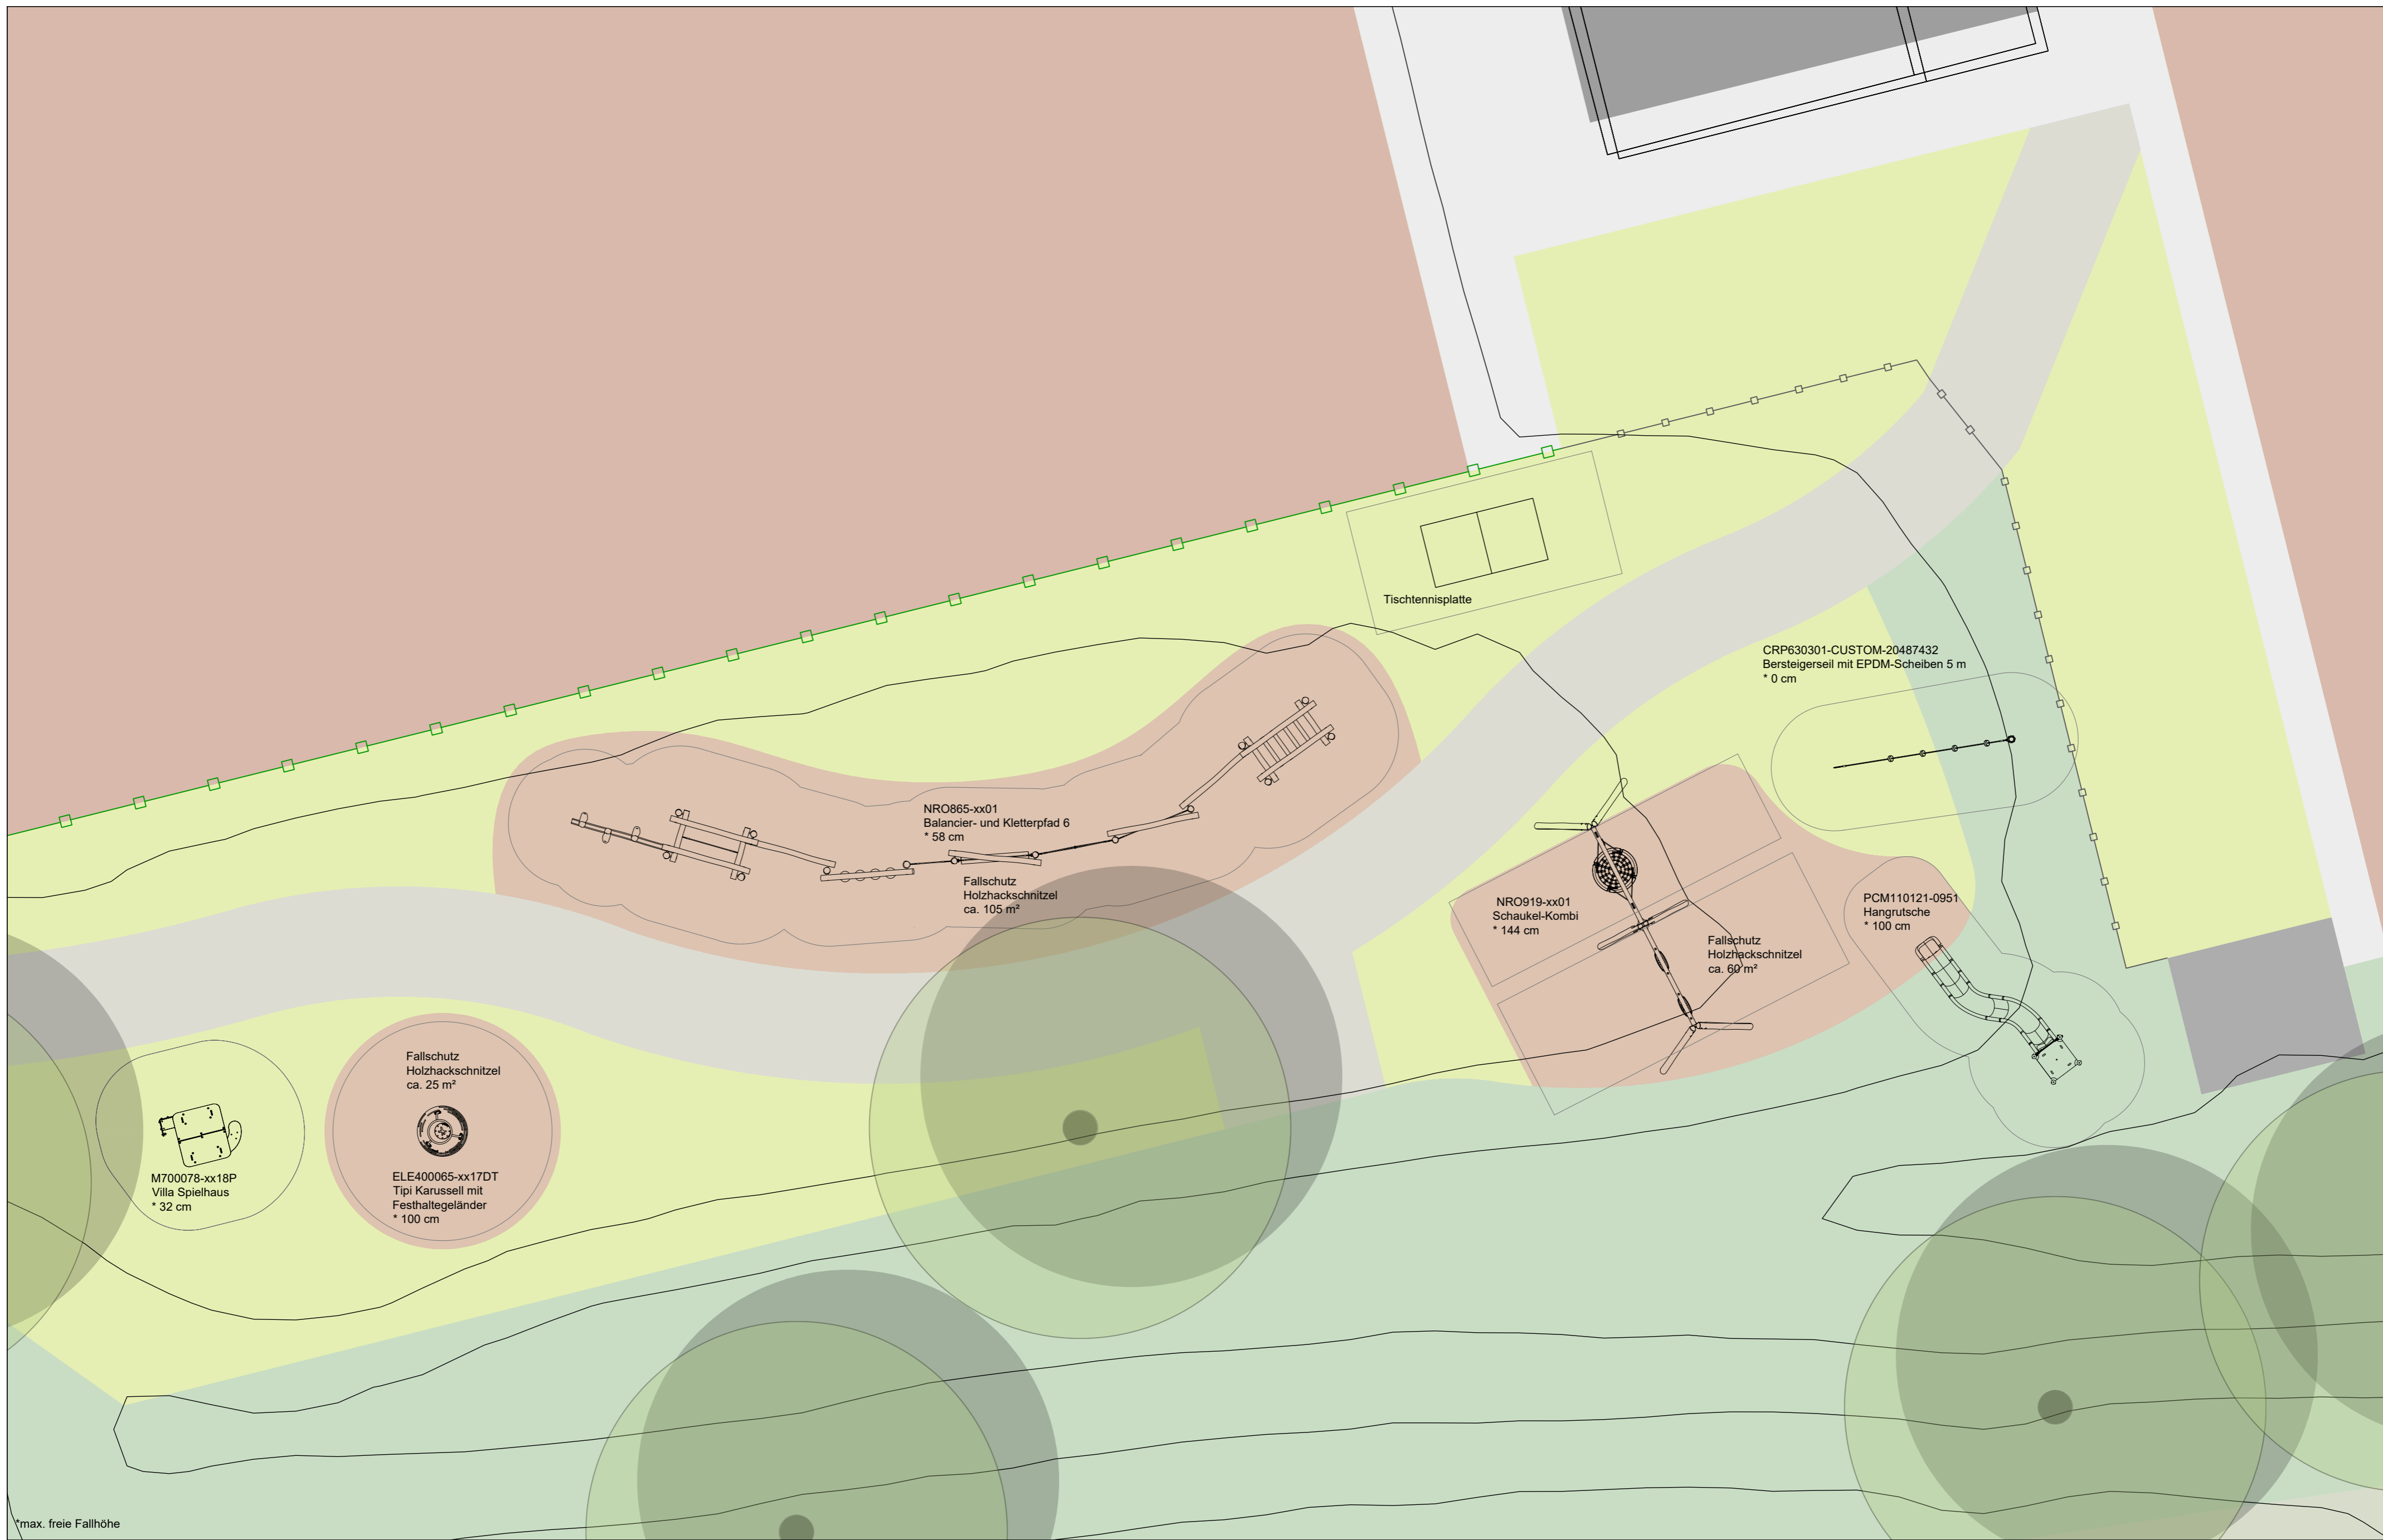 Tischtennisplatte
CRP630301-CUSTOM-20487432
Bersteigerseil mit EPDM-Scheiben 5 m
* 0 cm
NRO865-xx01
Balancier- und Kletterpfad 6
* 58 cm
Fallschutz
Holzhackschnitzel
ca. 105 m²
NRO919-xx01
Schaukel-Kombi
* 144 cm
Fallschutz
Holzhackschnitzel
ca. 60 m²
PCM110121-0951
Hangrutsche
* 100 cm
Fallschutz
Holzhackschnitzel
ca. 25 m²
M700078-xx18P
Villa Spielhaus
* 32 cm
ELE400065-xx17DT
Tipi Karussell mit
Festhaltegeländer
* 100 cm
*max. freie Fallhöhe